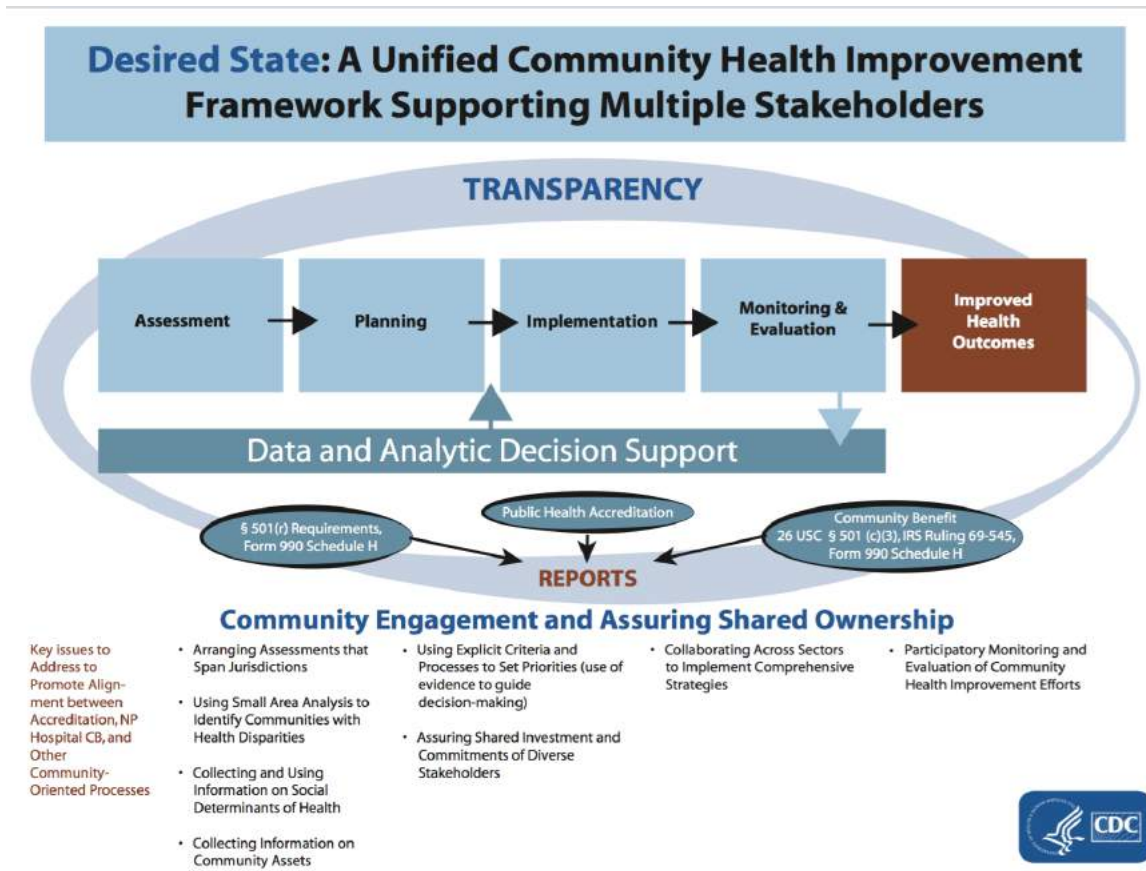 Desired State: A Unified Community Health Improvement
Framework Supporting Multiple Stakeholders
TRANSPARENCY
Assessment
Planning
Implementation
Monitoring &
Evaluation
Improved
Health
Outcomes
Data and Analytic Decision Support
§ 501(r) Requirements,
Form 990 Schedule H
Public Health Accreditation
Community Benefit
26 USC § 501 (c)(3), IRS Ruling 69-545,
Form 990 Schedule H
REPORTS
Community Engagement and Assuring Shared Ownership
Key issues to
Address to
Promote Align-
ment between
Accreditation, NP
Hospital CB, and
Other
Community-
Oriented Processes
• Arranging Assessments that
Span Jurisdictions
• Using Small Area Analysis to
Identify Communities with
Health Disparities
• Collecting and Using
Information on Social
Determinants of Health
• Collecting Information on
Community Assets
• Using Explicit Criteria and
Processes to Set Priorities (use of
evidence to guide
decision-making)
• Assuring Shared Investment and
Commitments of Diverse
Stakeholders
• Collaborating Across Sectors
to Implement Comprehensive
Strategies
• Participatory Monitoring and
Evaluation of Community
Health Improvement Efforts
CDC